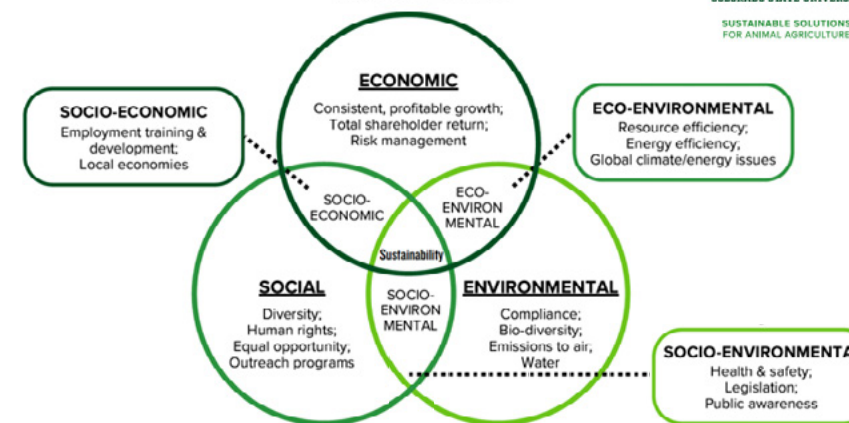 SUSTAINABLE SOLUTIONS
FOR ANIMAL AGRICULTURE
ECONOMIC
Consistent, profitable growth;
Total shareholder return;
Risk management
SOCIO-ECONOMIC
Employment training &
development;
Local economies
ECO-ENVIRONMENTAL
Resource efficiency;
Energy efficiency;
Global climate/energy issues
SOCIO-
ECONOMIC
ECO-
ENVIRON
MENTAL
Sustainability
SOCIAL
Diversity;
Human rights;
Equal opportunity;
Outreach programs
SOCIO-
ENVIRON
MENTAL
ENVIRONMENTAL
Compliance;
Bio-diversity;
Emissions to air;
Water
SOCIO-ENVIRONMENTA
Health & safety;
Legislation;
Public awareness